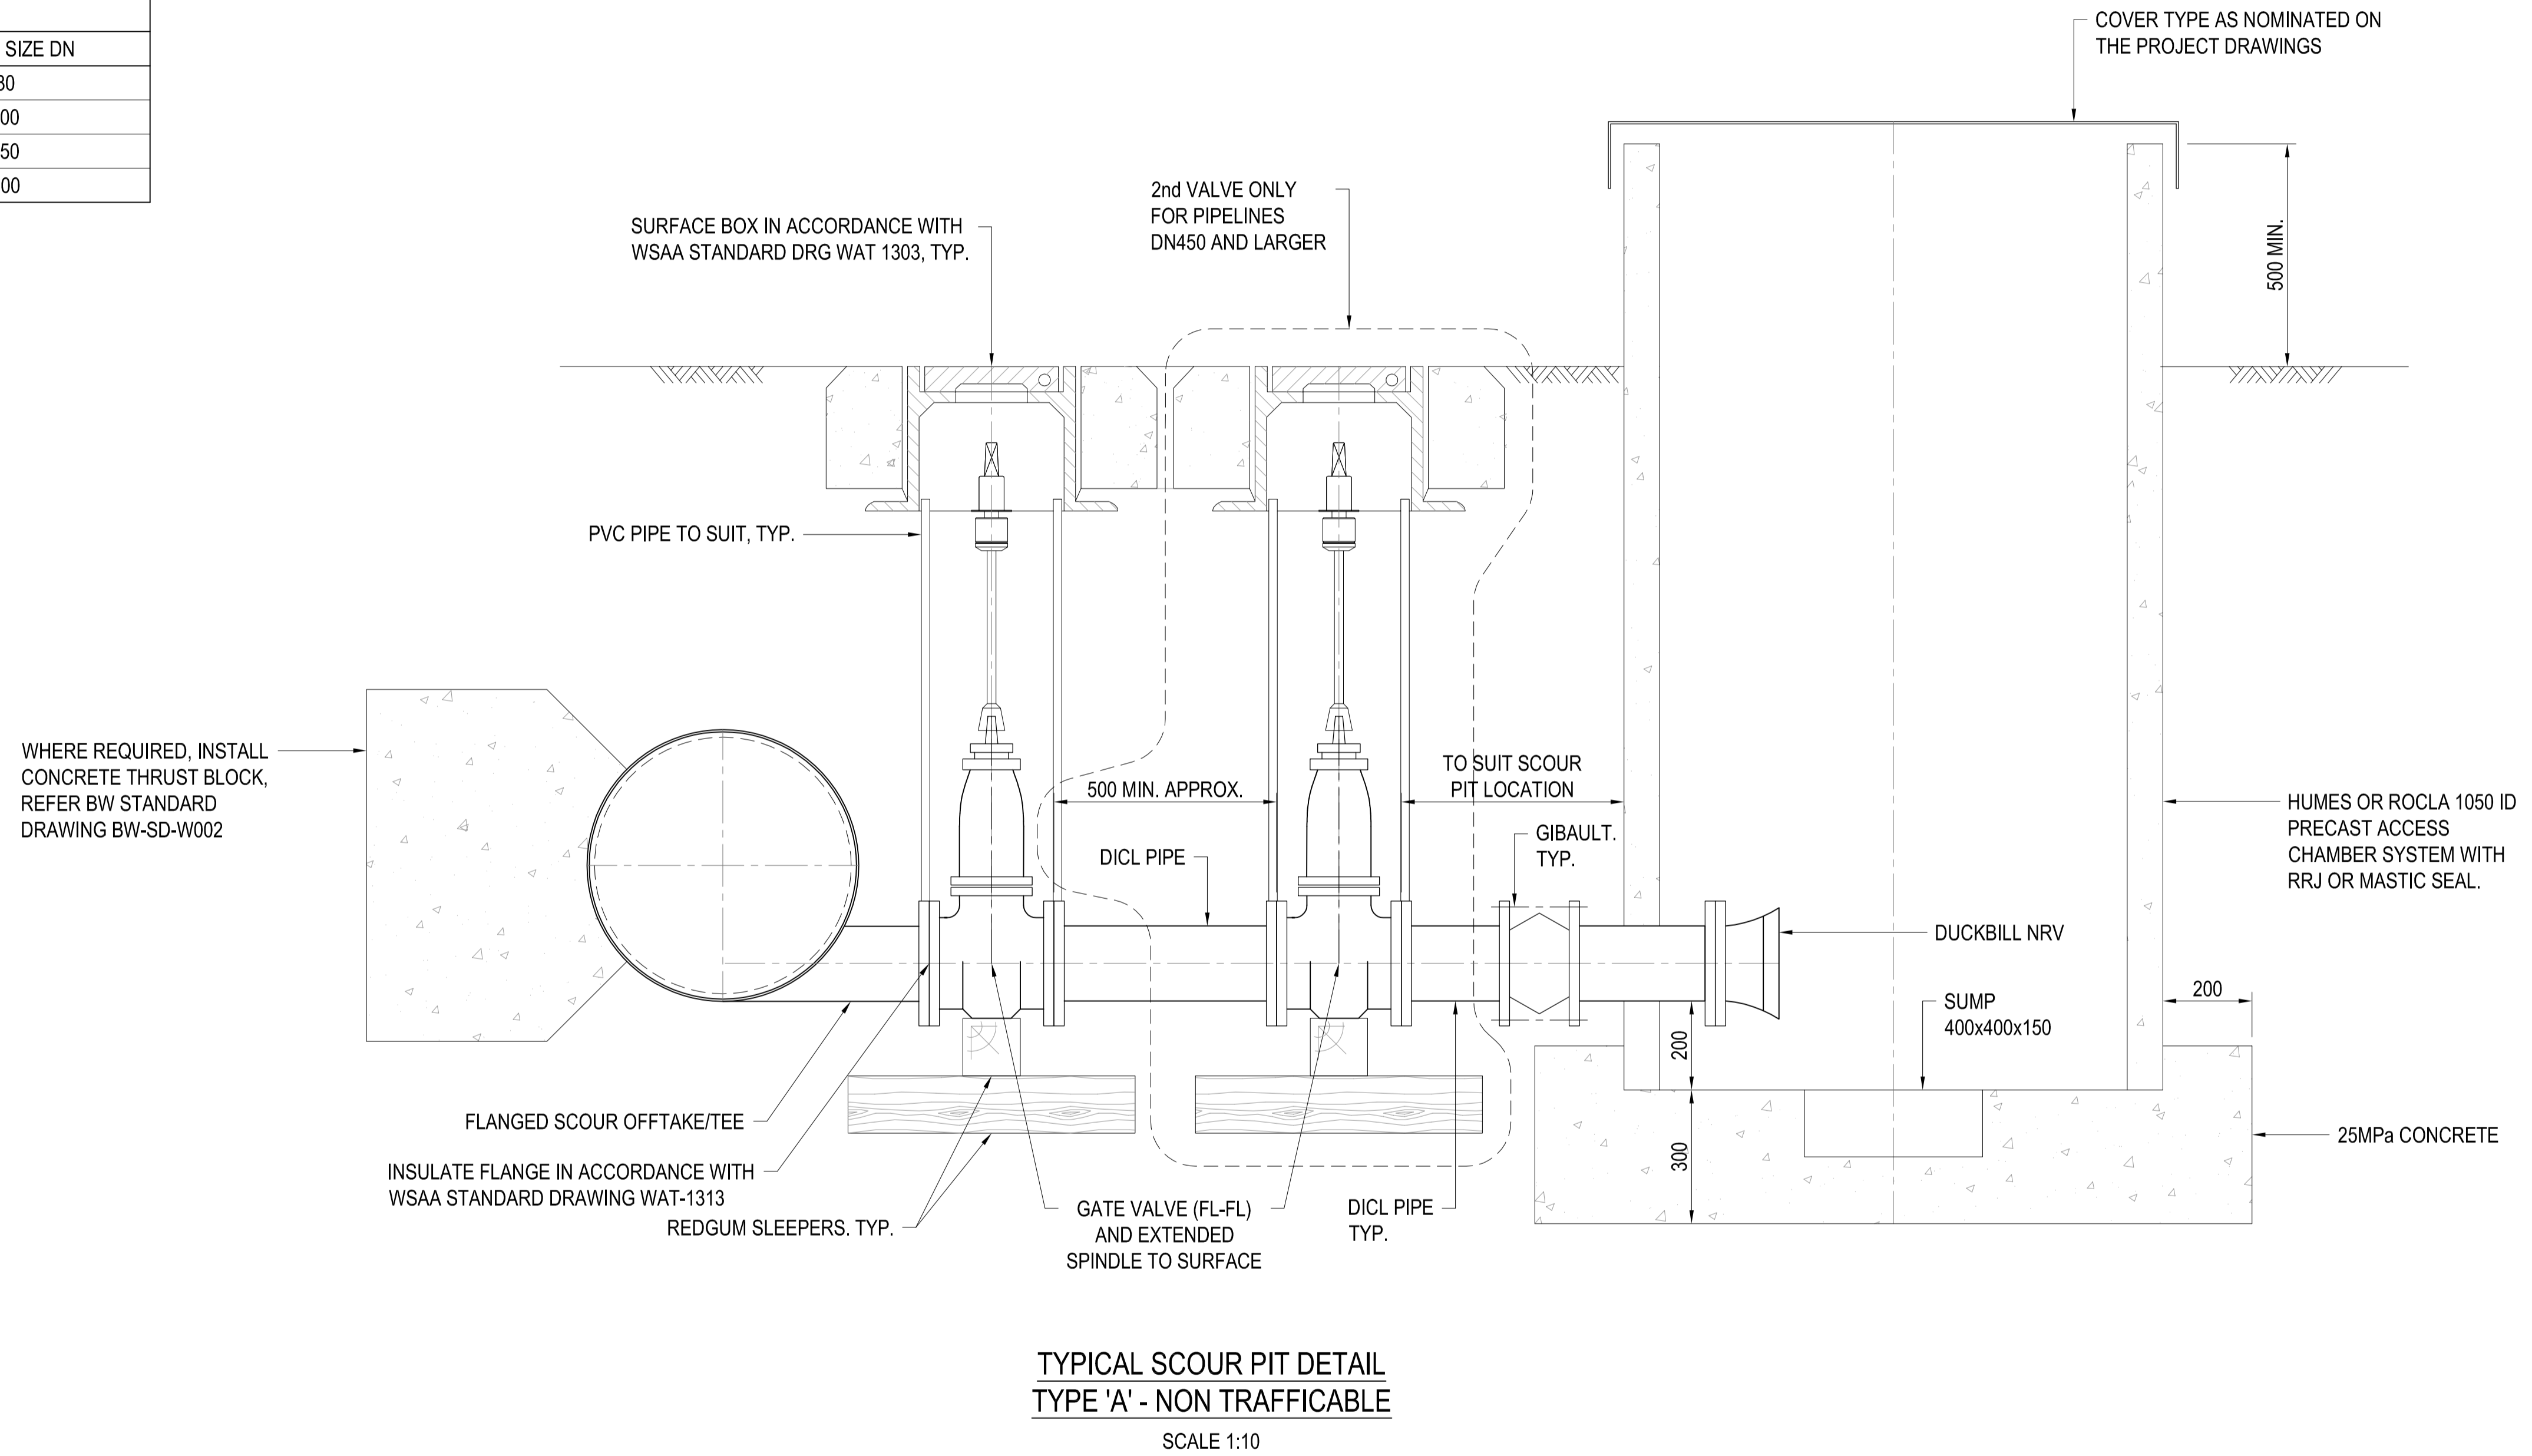 SIZE DN
COVER TYPE AS NOMINATED ON
THE PROJECT DRAWINGS
2nd VALVE ONLY
FOR PIPELINES
DN450 AND LARGER
SURFACE BOX IN ACCORDANCE WITH
WSAA STANDARD DRG WAT 1303, TYP.
500 MIN.
PVC PIPE TO SUIT, TYP.
WHERE REQUIRED, INSTALL
CONCRETE THRUST BLOCK,
REFER BW STANDARD
DRAWING BW-SD-W002
500 MIN. APPROX.
TO SUIT SCOUR
PIT LOCATION
HUMES OR ROCLA 1050 ID
PRECAST ACCESS
CHAMBER SYSTEM WITH
RRJ OR MASTIC SEAL.
GIBAULT.
TYP.
DICL PIPE
DUCKBILL NRV
SUMP
400x400x150
200
200
300
FLANGED SCOUR OFFTAKE/TEE
25MPa CONCRETE
INSULATE FLANGE IN ACCORDANCE WITH
WSAA STANDARD DRAWING WAT-1313
REDGUM SLEEPERS. TYP.
GATE VALVE (FL-FL)
AND EXTENDED
SPINDLE TO SURFACE
DICL PIPE
TYP.
TYPICAL SCOUR PIT DETAIL
TYPE 'A' - NON TRAFFICABLE
SCALE 1:10